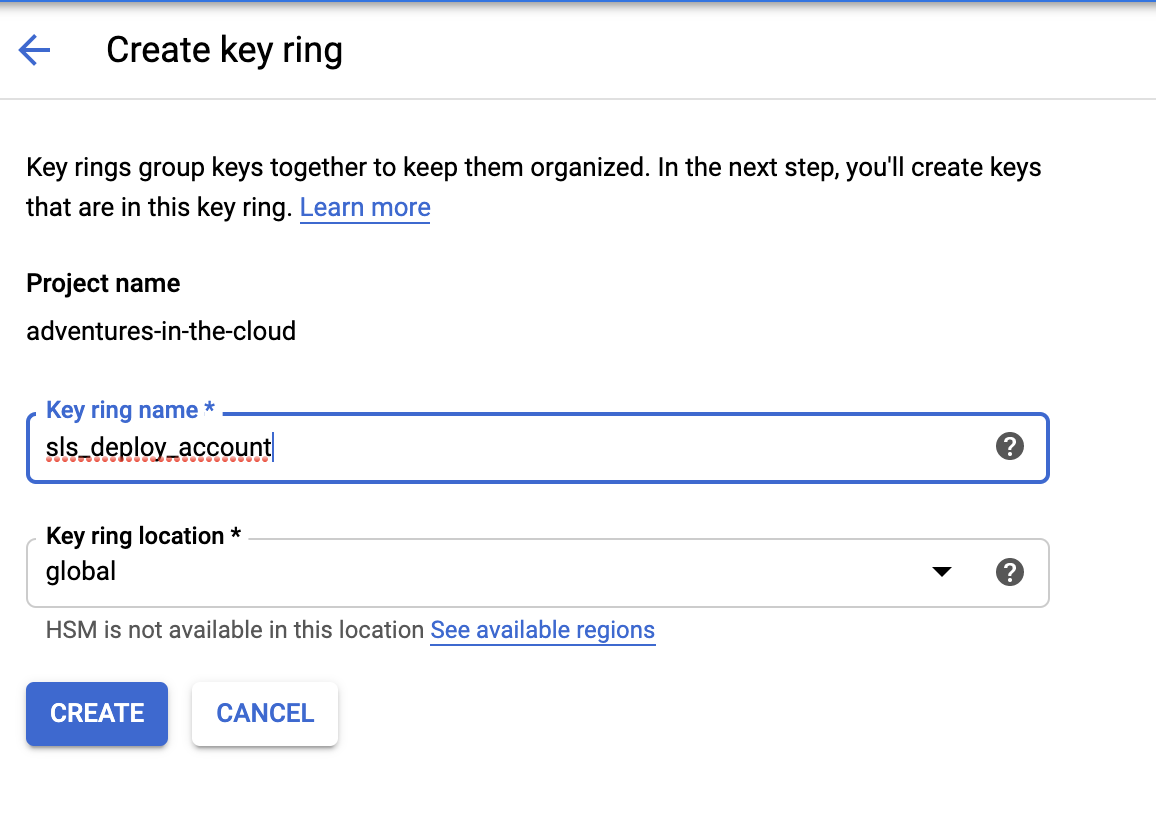 Create key ring
Key rings group keys together to keep them organized. In the next step, you'll create keys
that are in this key ring. Learn more
Project name
adventures-in-the-cloud
Key ring name *
sls_deploy_account
Key ring location *
global
HSM is not available in this location See available regions
CREATE CANCEL